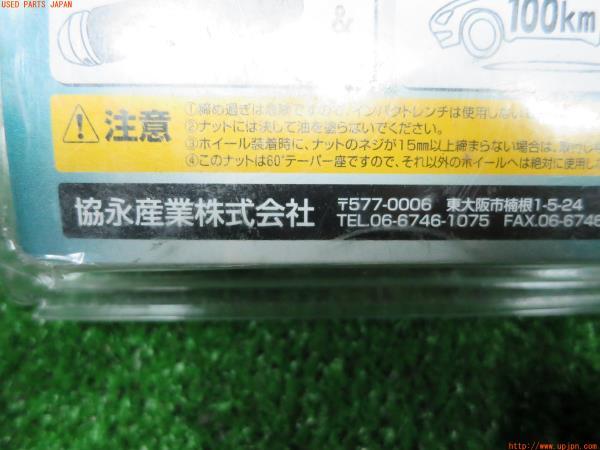 USED PARTS JAPAN
&
100km
注意
①締め過ぎは危険ですので、インパクトレンチは使用しない
②ナットには決して油を塗らないでください。
③ホイール装着時に、ナットのネジが15mm以上締まらない場合は、
④このナットは60°テーパー座ですので、それ以外のホイールへは絶対に使用し
協永産業株式会社
〒577-0006 東大阪市楠根1-5-24
TEL.06-6746-1075 FAX.06-6746
http://www.upjpn.com/